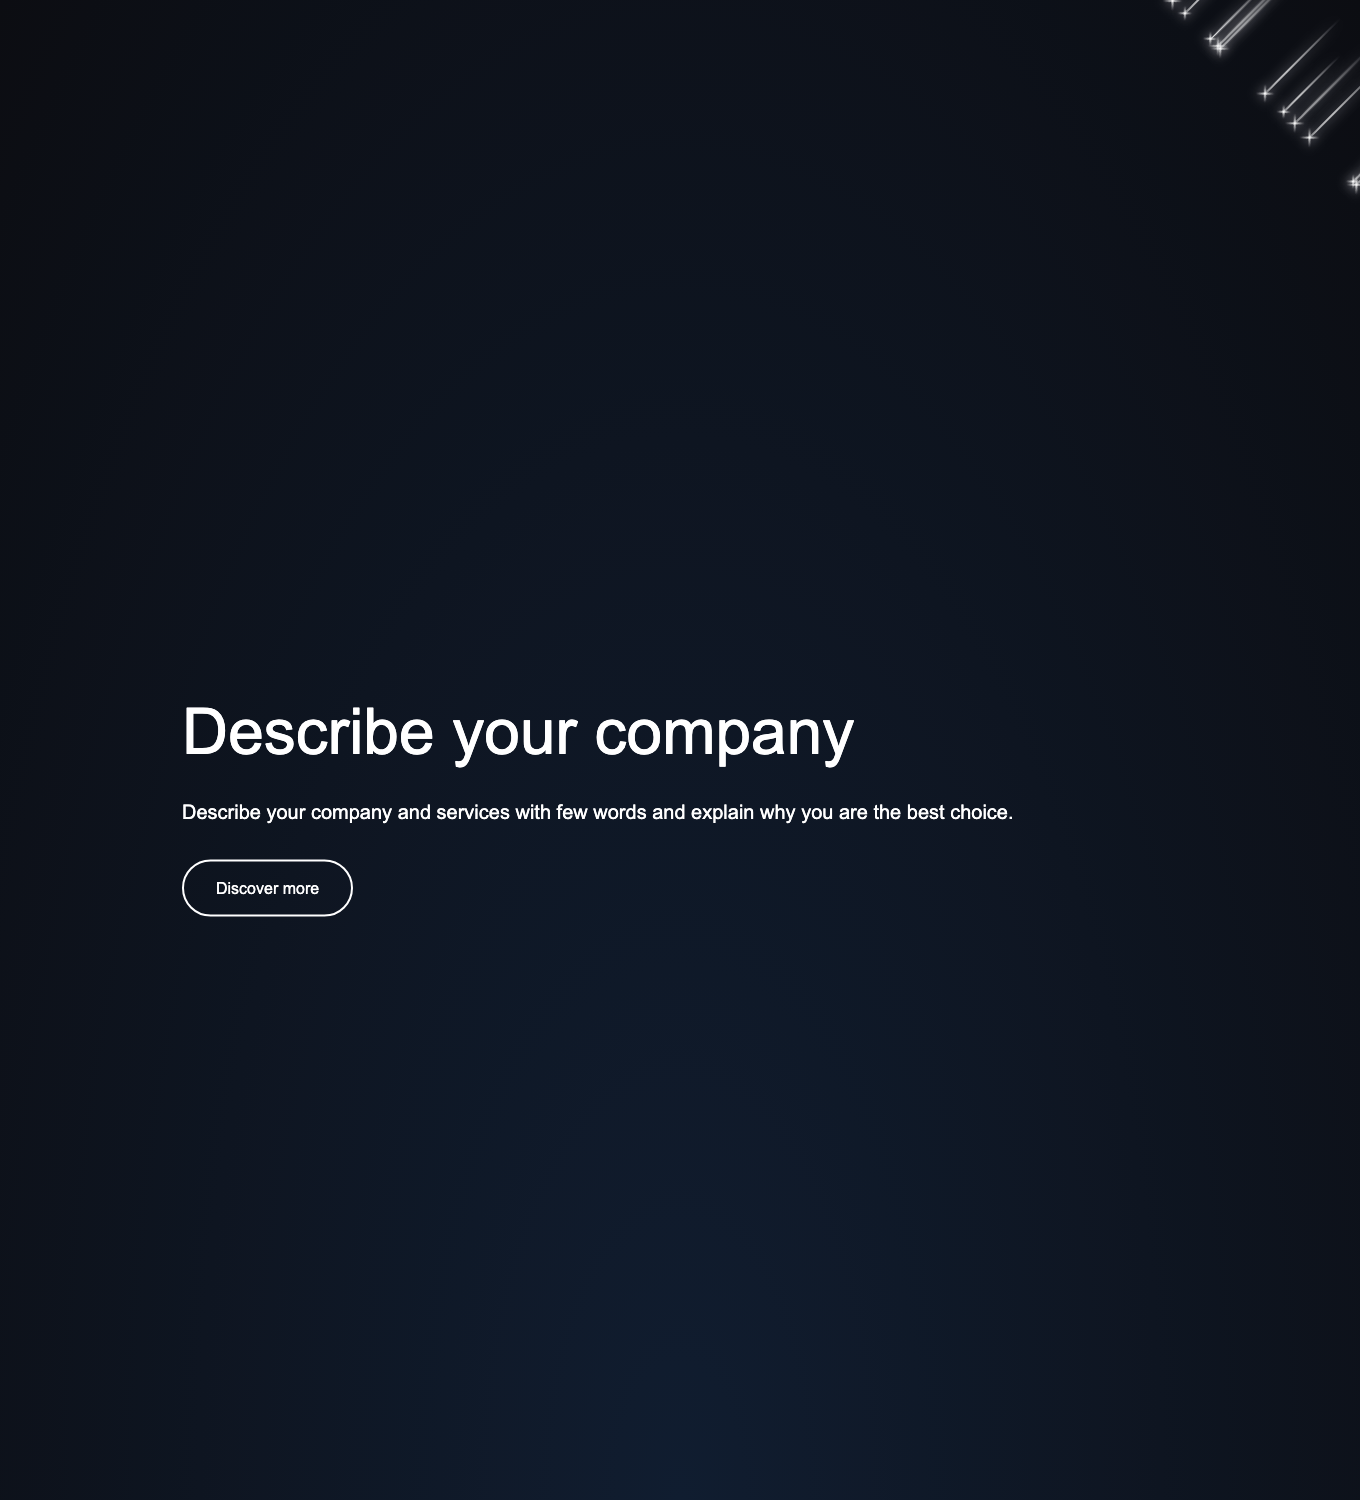 Describe your company
Describe your company and services with few words and explain why you are the best choice.
Discover more